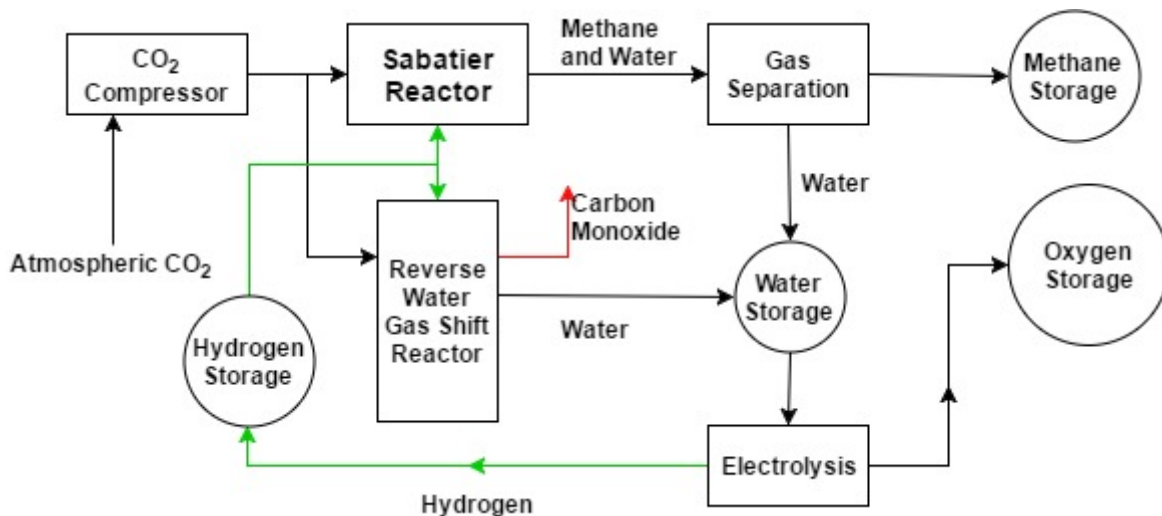 CO₂
Compressor
Sabatier
Reactor
Methane
and Water
Gas
Separation
Methane
Storage
Atmospheric CO₂
Carbon
Monoxide
Water
Reverse
Water
Gas Shift
Reactor
Water
Water
Storage
Oxygen
Storage
Hydrogen
Storage
Electrolysis
Hydrogen